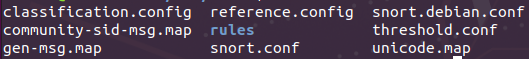 classification.config reference.config snort.debian.conf
community-sid-msg.map rules threshold.conf
gen-msg.map snort.conf unicode.map